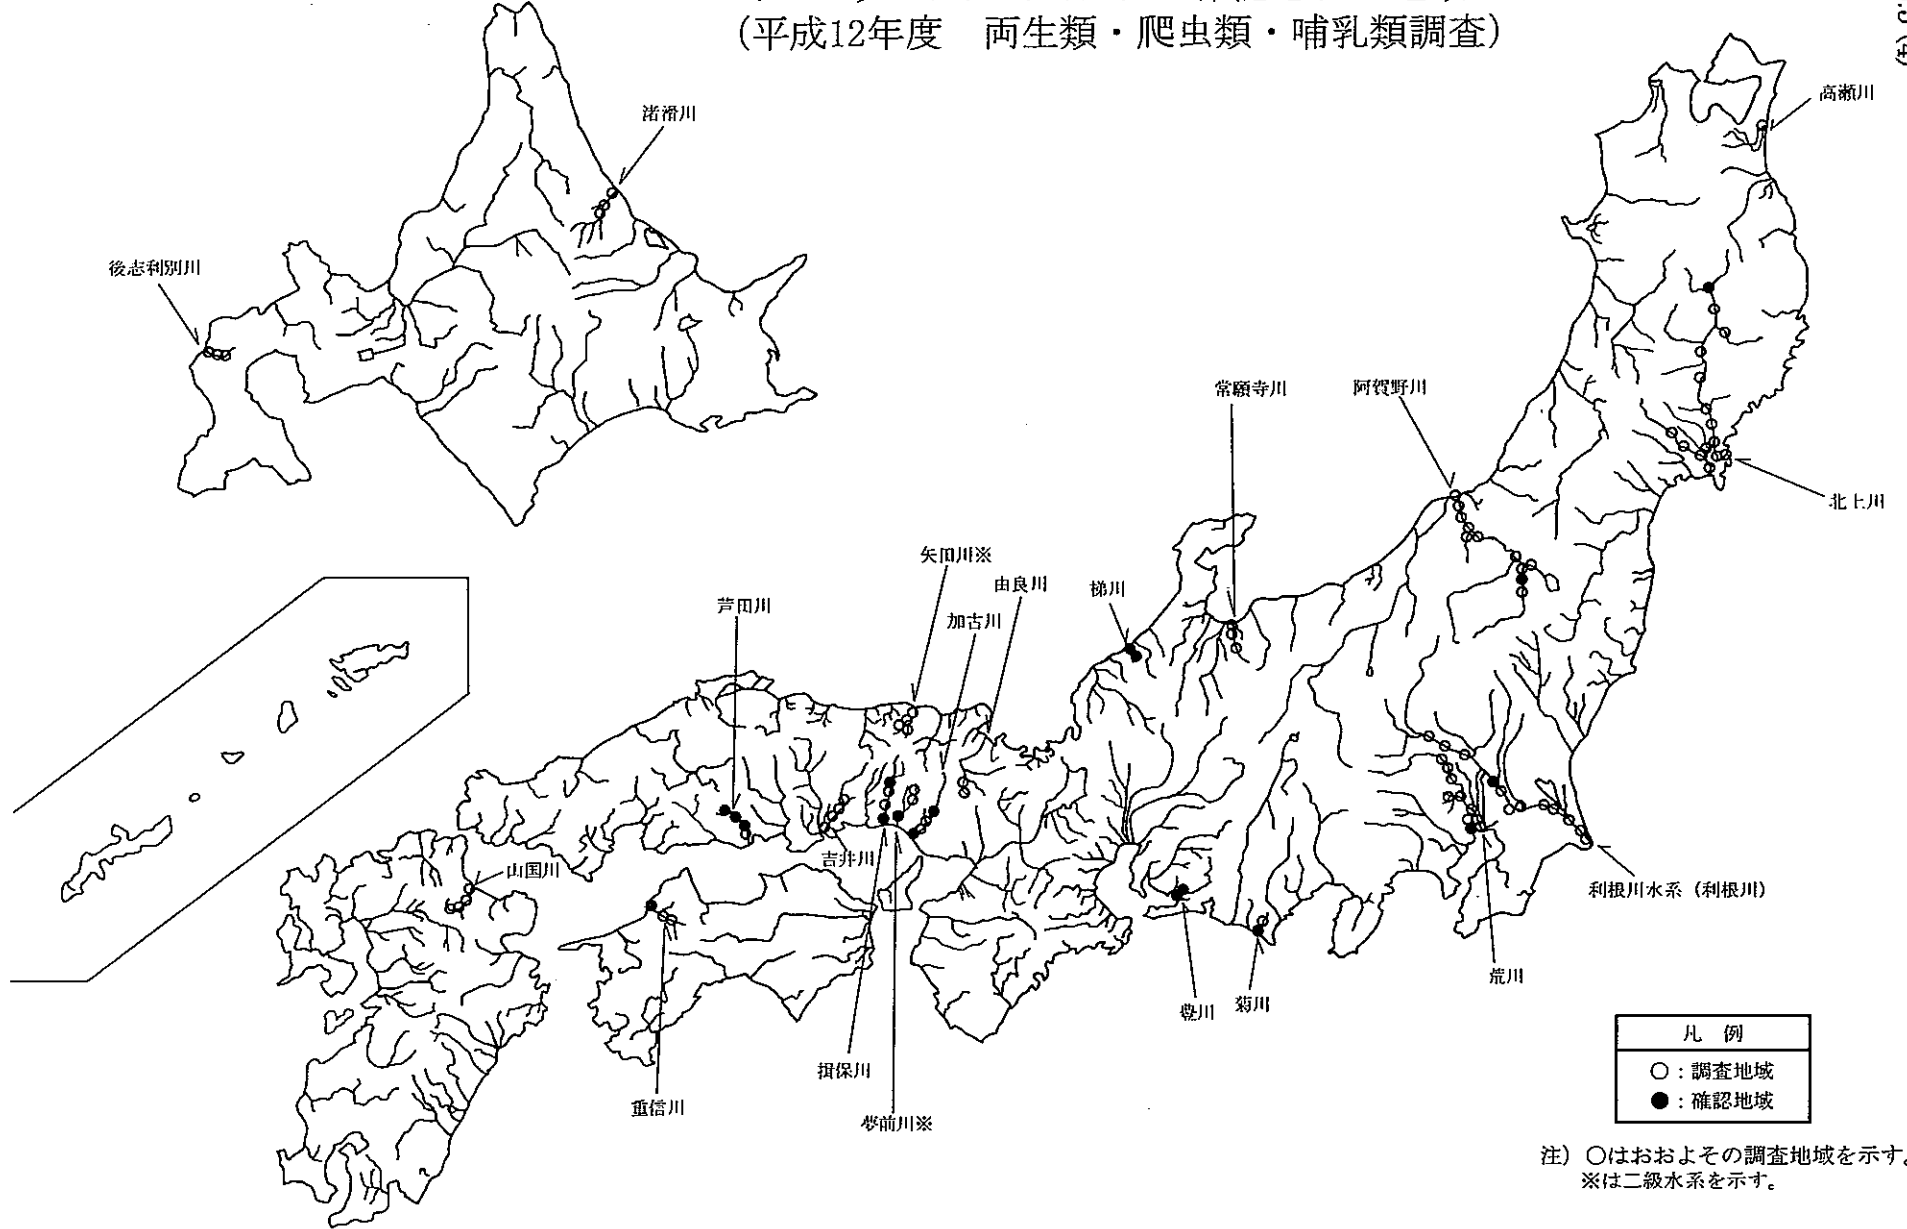 (平成12年度　両生類・爬虫類・哺乳類調査)
高瀬川
渚滑川
後志利別川
常願寺川
阿賀野川
北上川
矢田川※
由良川
梯川
芦田川
加古川
吉井川
山国川
利根川水系（利根川）
荒川
豊川
菊川
揖保川
重信川
夢前川※
凡　例
○：調査地域
●：確認地域
注）○はおおよその調査地域を示す。
※は二級水系を示す。